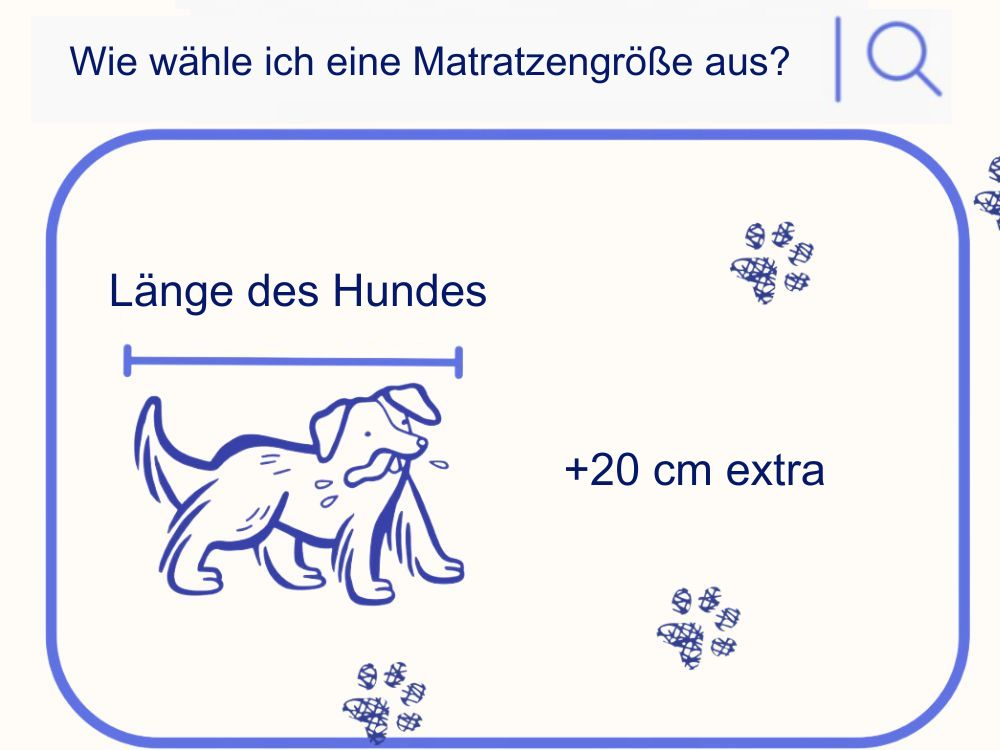 Wie wähle ich eine Matratzengröße aus?
Länge des Hundes
+20 cm extra